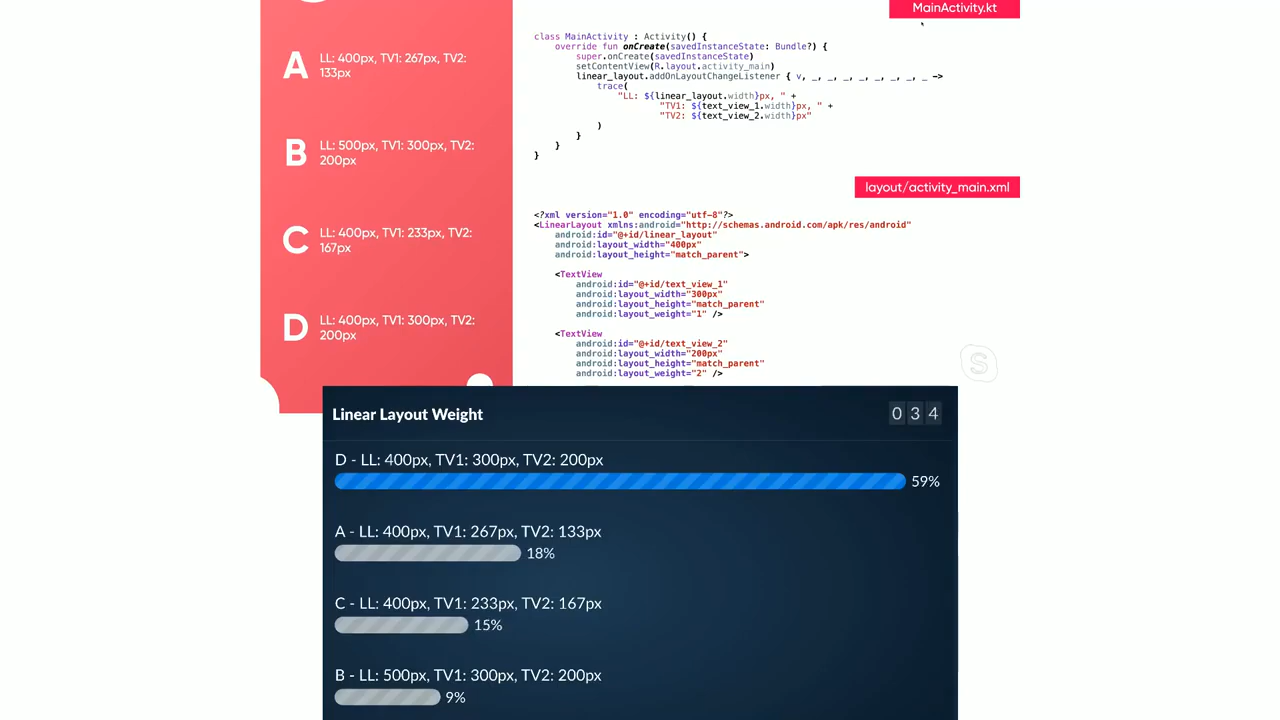 MainActivity.kt
A
LL: 400px, TV1: 267px, TV2:
133px
B
LL: 500px, TV1: 300px, TV2:
200px
C
LL: 400px, TV1: 233px, TV2:
167px
D
LL: 400px, TV1: 300px, TV2:
200px
class MainActivity : Activity() {
override fun onCreate(savedInstanceState: Bundle?) {
super.onCreate(savedInstanceState)
setContentView(R.layout.activity_main)
linear_layout.addOnLayoutChangeListener { v, _, _, _, _, _, _, _, _ ->
trace(
"LL: ${linear_layout.width}px, " +
"TV1: ${text_view_1.width}px, " +
"TV2: ${text_view_2.width}px"
)
}
}
}
layout/activity_main.xml
<?xml version="1.0" encoding="utf-8"?>
<LinearLayout xmlns:android="http://schemas.android.com/apk/res/android"
android:id="@+id/linear_layout"
android:layout_width="400px"
android:layout_height="match_parent">
<TextView
android:id="@+id/text_view_1"
android:layout_width="300px"
android:layout_height="match_parent"
android:layout_weight="1" />
<TextView
android:id="@+id/text_view_2"
android:layout_width="200px"
android:layout_height="match_parent"
android:layout_weight="2" />
S
Linear Layout Weight
0 3 4
D - LL: 400px, TV1: 300px, TV2: 200px
59%
A - LL: 400px, TV1: 267px, TV2: 133px
18%
C - LL: 400px, TV1: 233px, TV2: 167px
15%
B - LL: 500px, TV1: 300px, TV2: 200px
9%